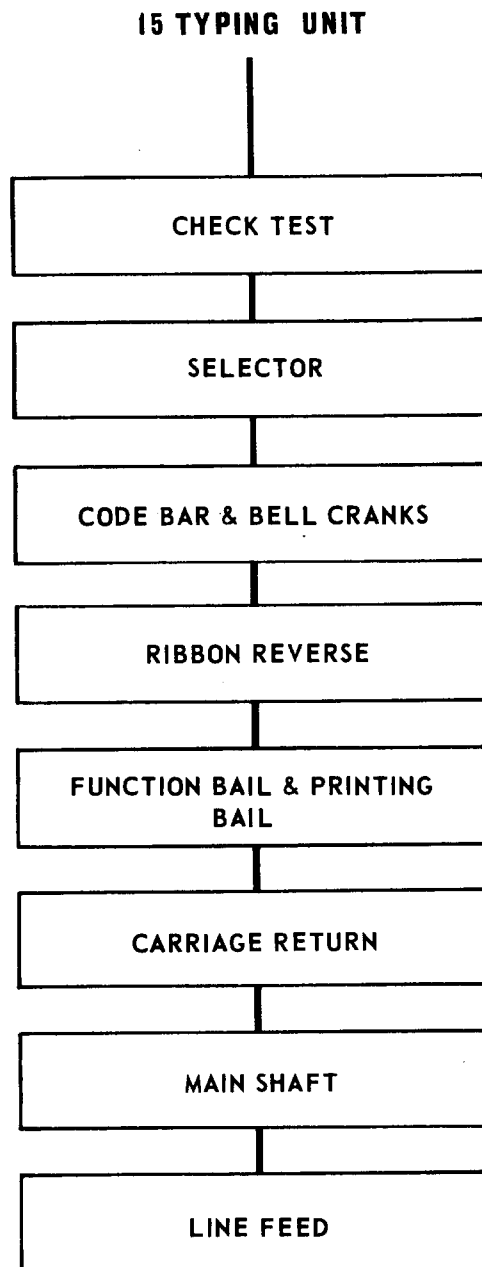 15 TYPING UNIT
CHECK TEST
SELECTOR
CODE BAR & BELL CRANKS
RIBBON REVERSE
FUNCTION BAIL & PRINTING
BAIL
CARRIAGE RETURN
MAIN SHAFT
LINE FEED